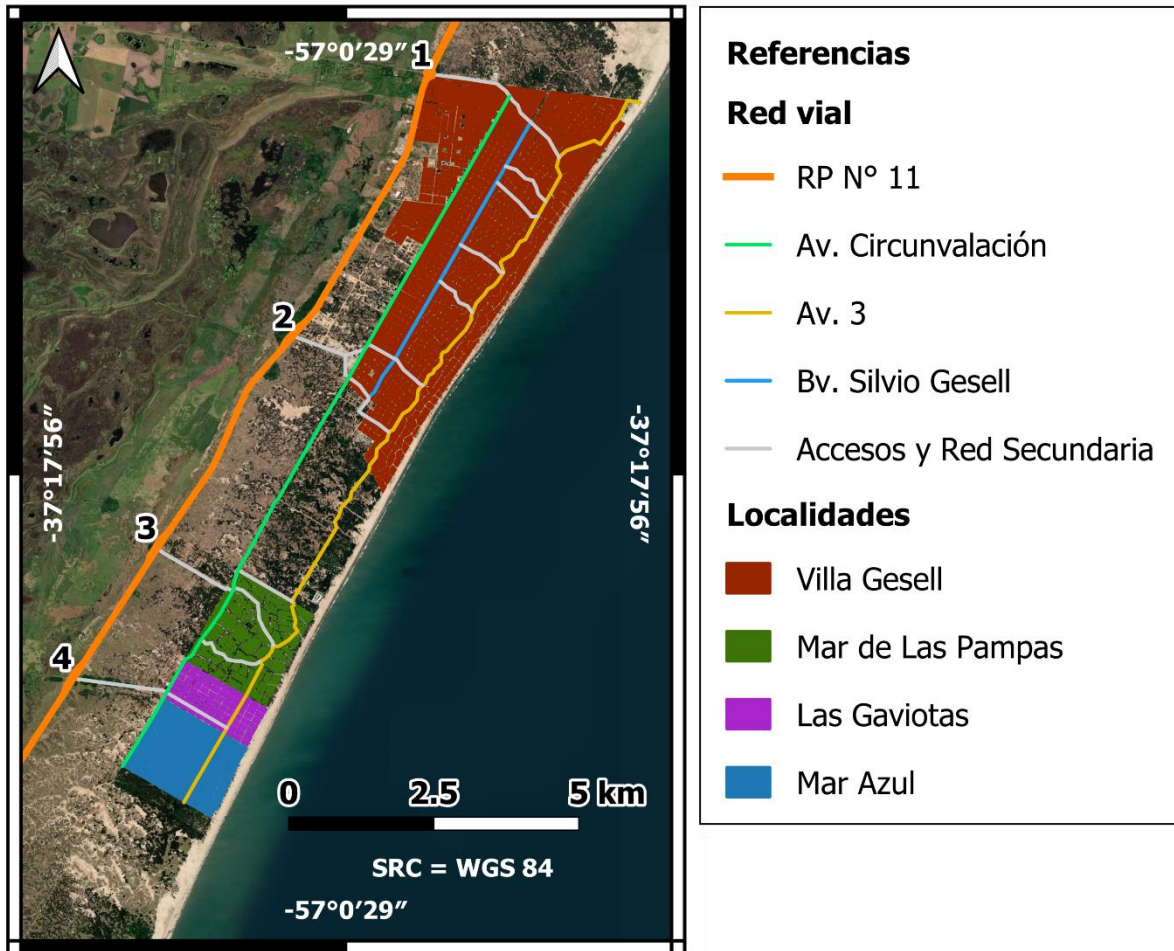 -57°0'29"
1
2
-37°17'56"
-37°17'56"
3
4
0 2.5 5 km
SRC = WGS 84
-57°0'29"
Referencias
Red vial
RP N° 11
Av. Circunvalación
Av. 3
Bv. Silvio Gesell
Accesos y Red Secundaria
Localidades
Villa Gesell
Mar de Las Pampas
Las Gaviotas
Mar Azul